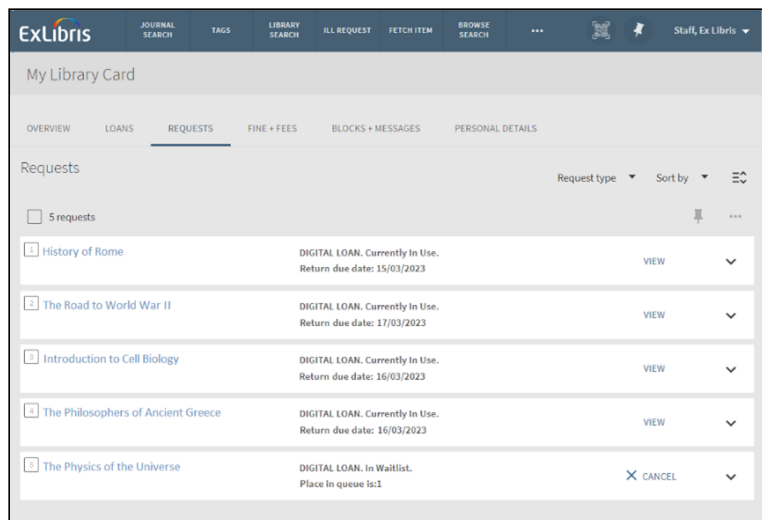 ExLibris
JOURNAL SEARCH
TAGS
LIBRARY SEARCH
ILL REQUEST
FETCH ITEM
BROWSE SEARCH
...
Staff, Ex Libris
My Library Card
OVERVIEW
LOANS
REQUESTS
FINE + FEES
BLOCKS + MESSAGES
PERSONAL DETAILS
Requests
Request type
Sort by
5 requests
...
1 History of Rome
DIGITAL LOAN. Currently In Use.
Return due date: 15/03/2023
VIEW
2 The Road to World War II
DIGITAL LOAN. Currently In Use.
Return due date: 17/03/2023
VIEW
3 Introduction to Cell Biology
DIGITAL LOAN. Currently In Use.
Return due date: 16/03/2023
VIEW
4 The Philosophers of Ancient Greece
DIGITAL LOAN. Currently In Use.
Return due date: 16/03/2023
VIEW
5 The Physics of the Universe
DIGITAL LOAN. In Waitlist.
Place in queue is:1
CANCEL